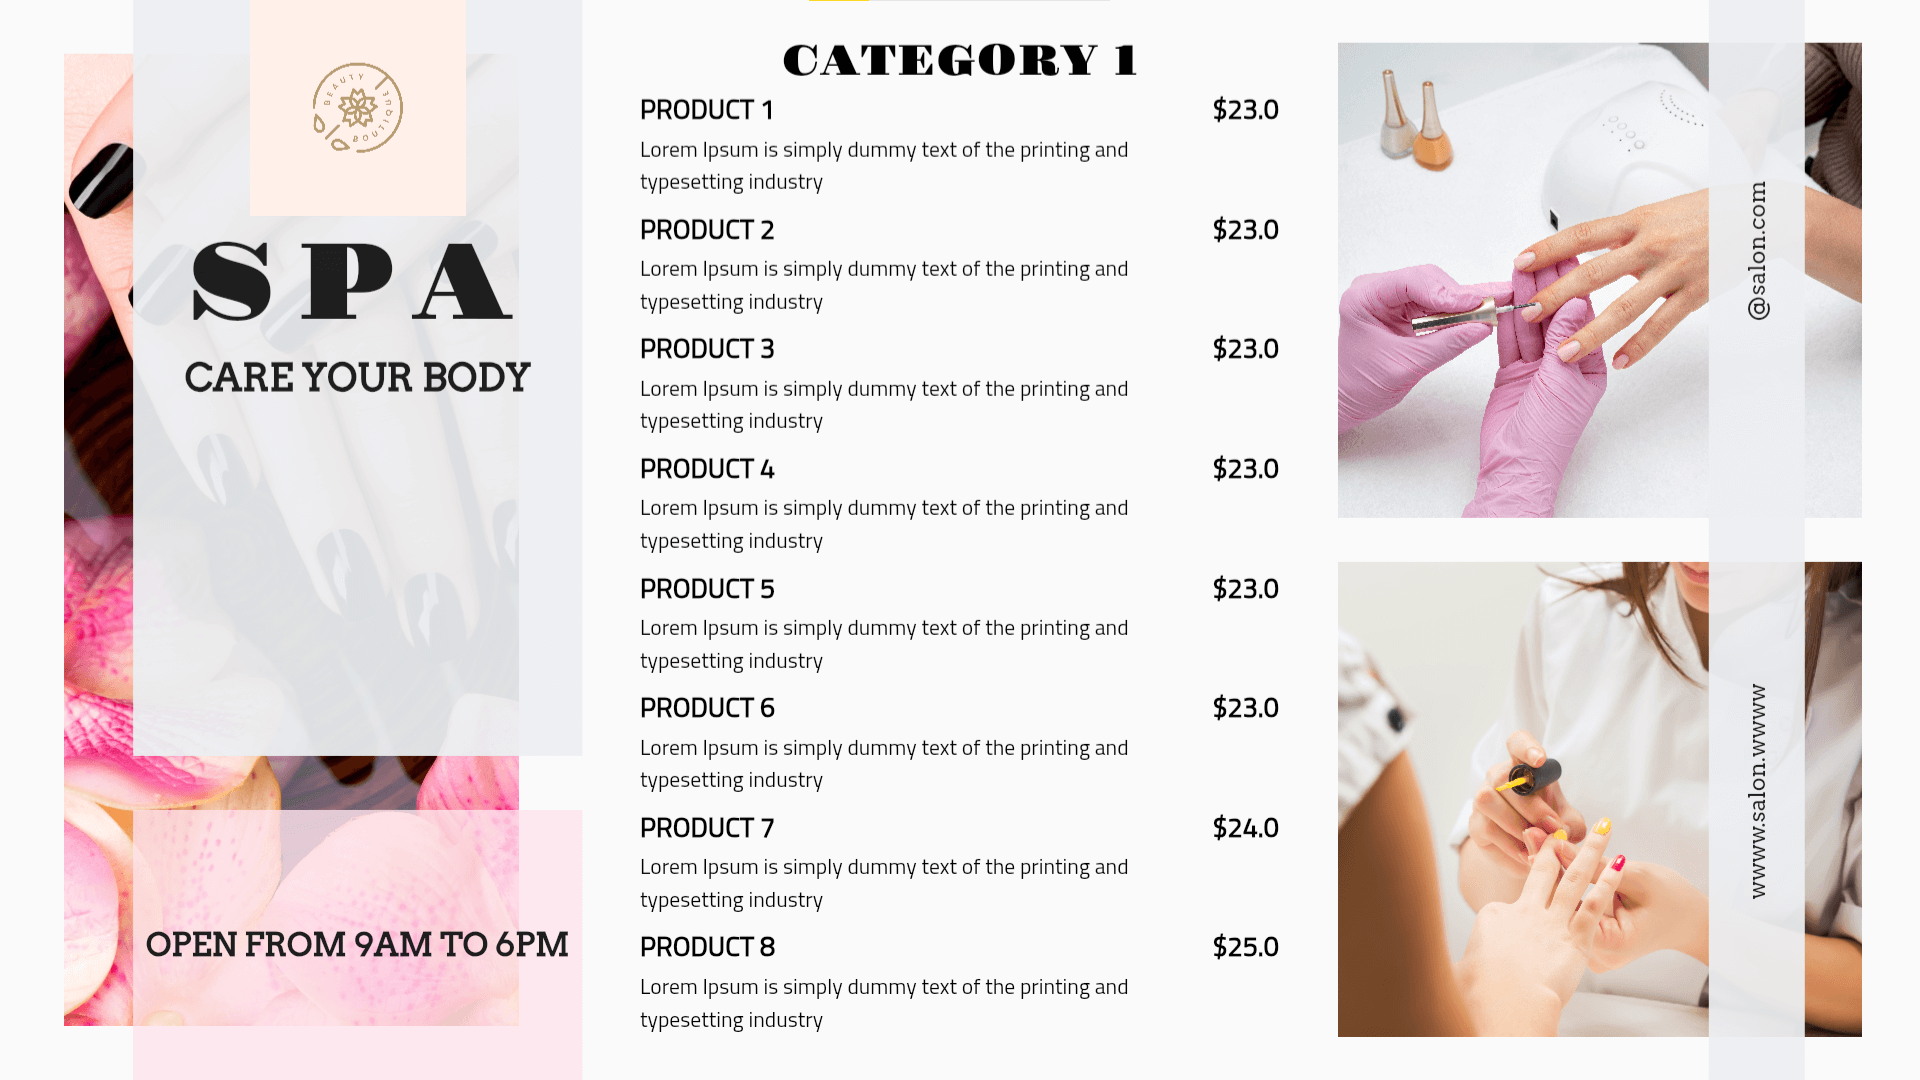 BEAUTY BOUTIQUE
SPA
CARE YOUR BODY
OPEN FROM 9AM TO 6PM
CATEGORY 1
PRODUCT 1 $23.0
Lorem Ipsum is simply dummy text of the printing and
typesetting industry
PRODUCT 2 $23.0
Lorem Ipsum is simply dummy text of the printing and
typesetting industry
PRODUCT 3 $23.0
Lorem Ipsum is simply dummy text of the printing and
typesetting industry
PRODUCT 4 $23.0
Lorem Ipsum is simply dummy text of the printing and
typesetting industry
PRODUCT 5 $23.0
Lorem Ipsum is simply dummy text of the printing and
typesetting industry
PRODUCT 6 $23.0
Lorem Ipsum is simply dummy text of the printing and
typesetting industry
PRODUCT 7 $24.0
Lorem Ipsum is simply dummy text of the printing and
typesetting industry
PRODUCT 8 $25.0
Lorem Ipsum is simply dummy text of the printing and
typesetting industry
@salon.com
www.salon.wwww